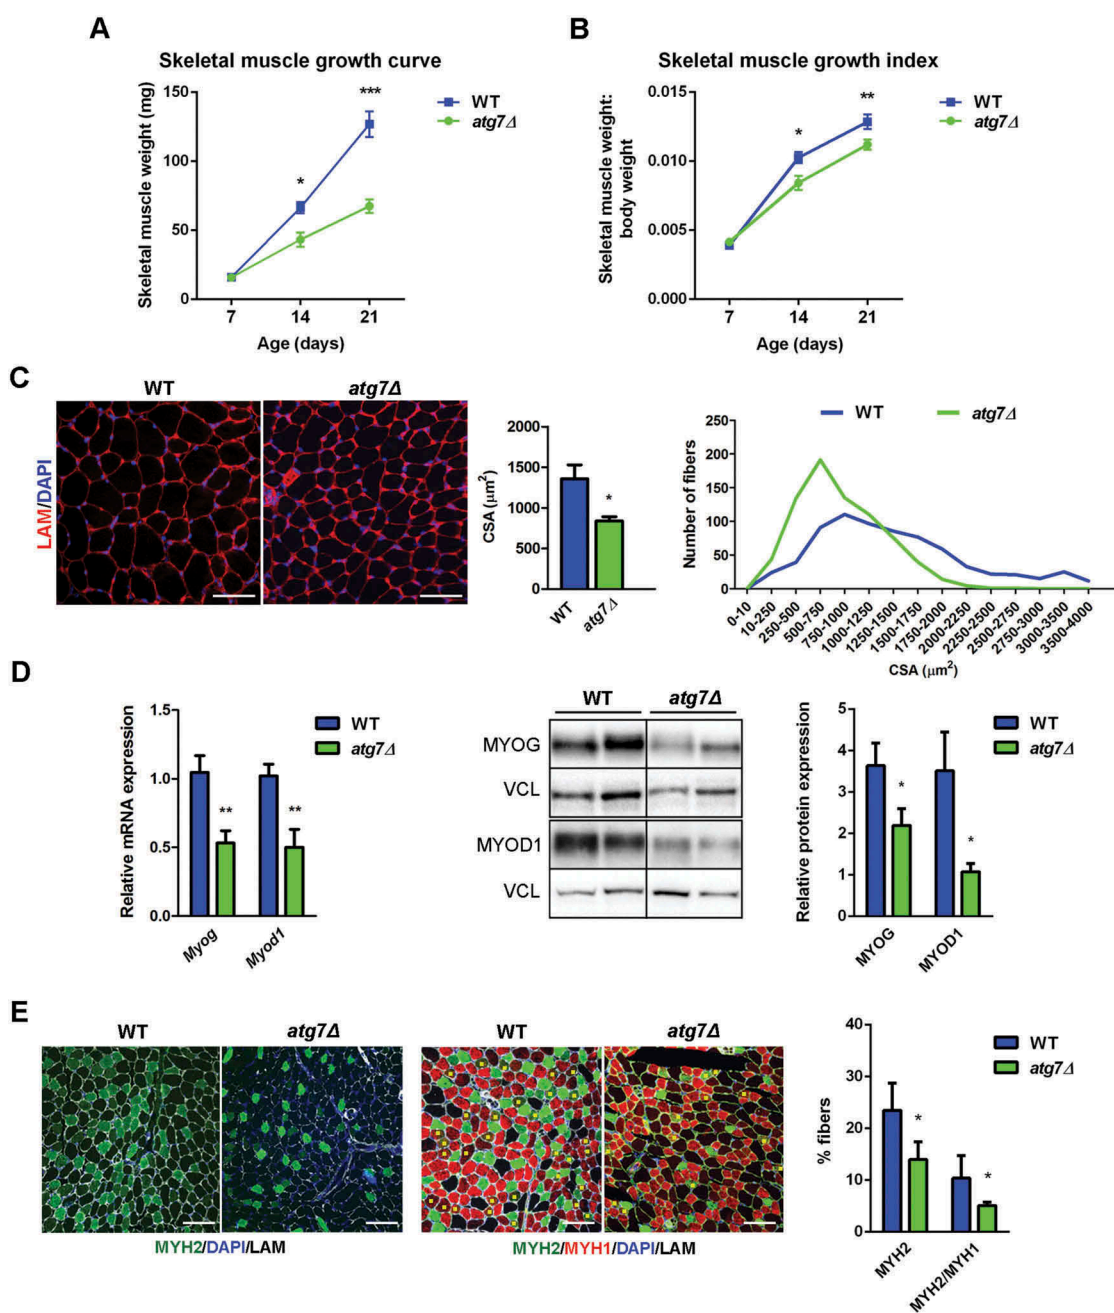 A
Skeletal muscle growth curve
Skeletal muscle weight (mg)
150
100
50
0
***
*
7
14
21
Age (days)
WT
atg7Δ
B
Skeletal muscle growth index
Skeletal muscle weight:
body weight
0.015
0.010
0.005
0.000
*
**
7
14
21
Age (days)
WT
atg7Δ
C
WT
atg7Δ
LAM/DAPI
CSA (μm²)
2000
1500
1000
500
0
*
WT
atg7Δ
WT
atg7Δ
Number of fibers
250
200
150
100
50
0
0-10
10-250
250-500
500-750
750-1000
1000-1250
1250-1500
1500-1750
1750-2000
2000-2250
2250-2500
2500-2750
2750-3000
3000-3500
3500-4000
CSA (μm²)
D
Relative mRNA expression
1.5
1.0
0.5
0.0
**
**
Myog
Myod1
WT
atg7Δ
WT
atg7Δ
MYOG
VCL
MYOD1
VCL
Relative protein expression
5
4
3
2
1
0
*
*
MYOG
MYOD1
WT
atg7Δ
E
WT
atg7Δ
MYH2/DAPI/LAM
WT
atg7Δ
MYH2/MYH1/DAPI/LAM
% fibers
40
30
20
10
0
*
*
MYH2
MYH2/MYH1
WT
atg7Δ